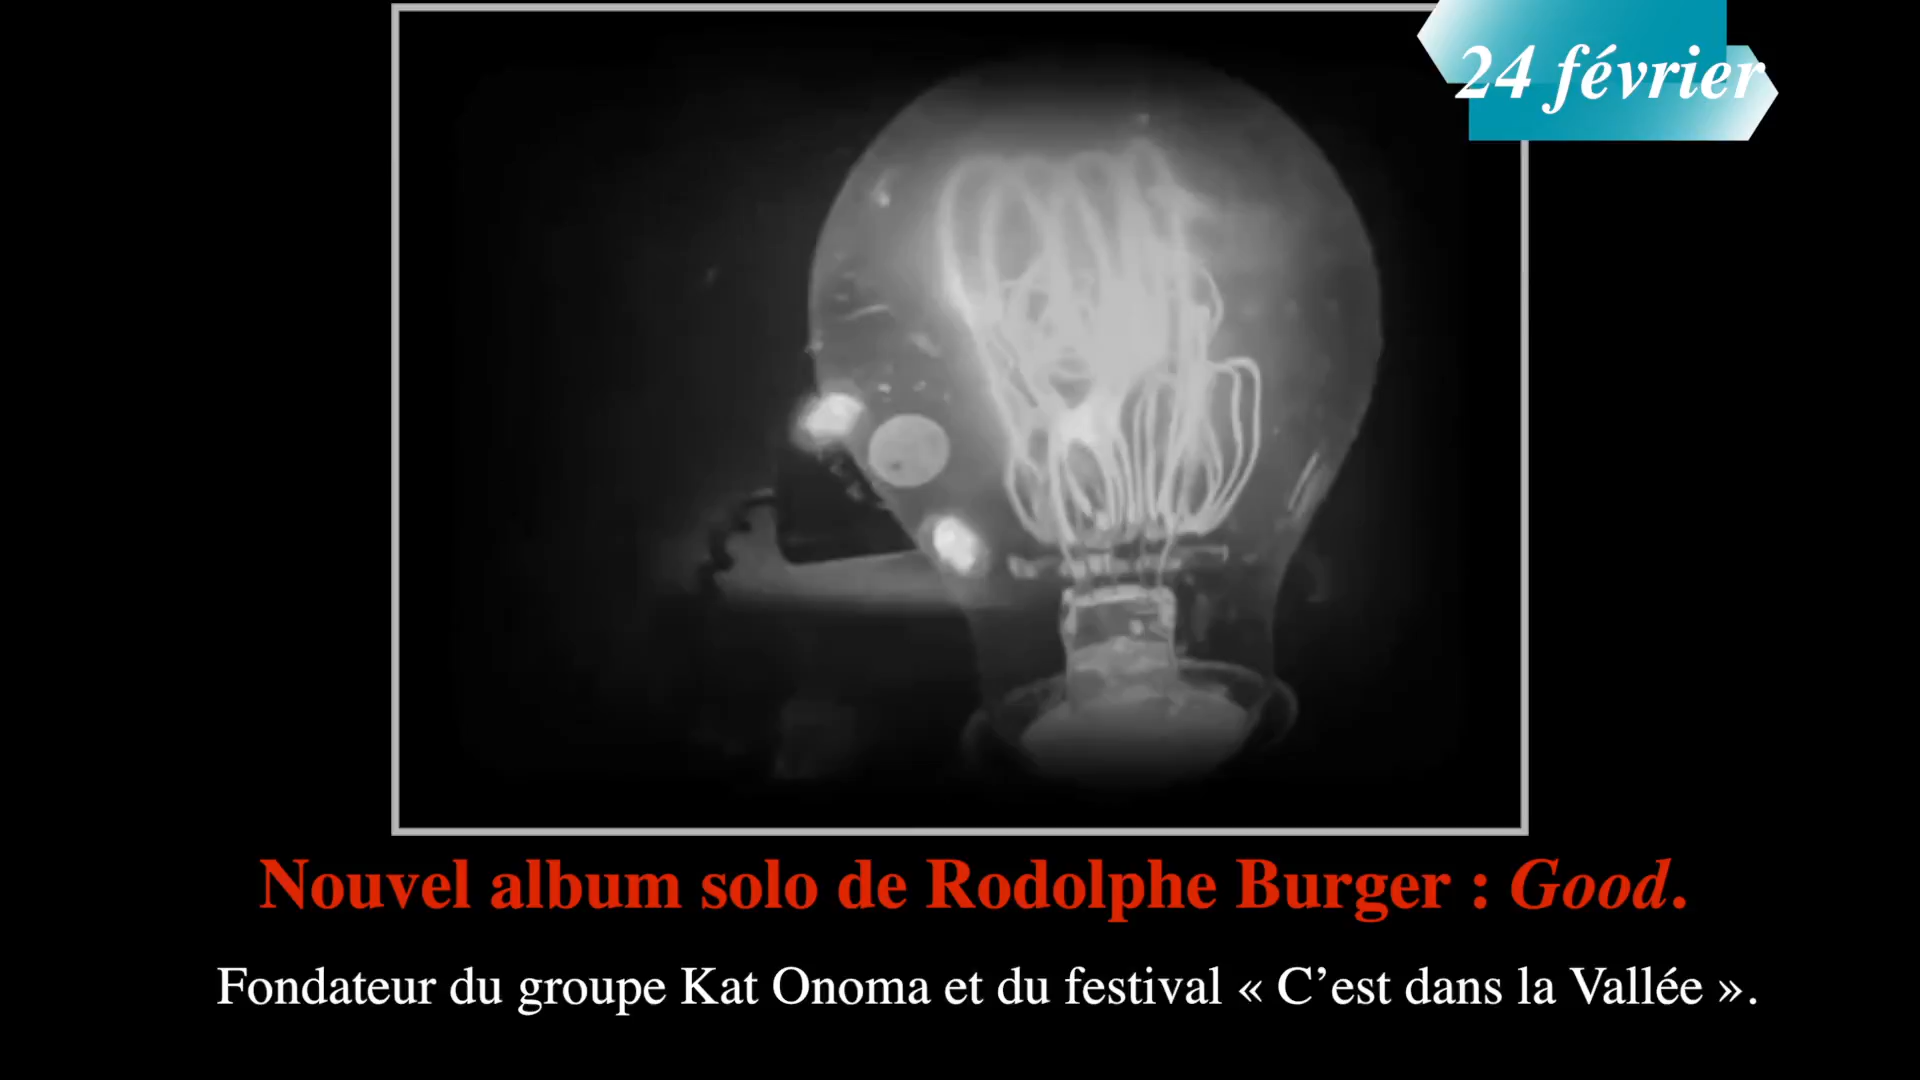 24 février
Nouvel album solo de Rodolphe Burger : Good.
Fondateur du groupe Kat Onoma et du festival « C’est dans la Vallée ».